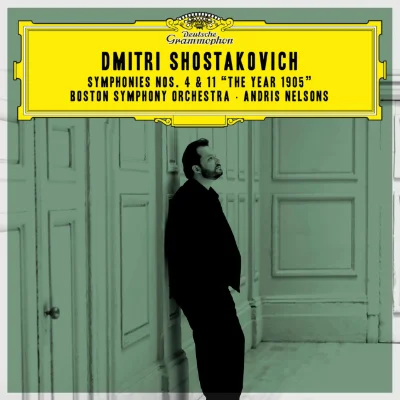 Deutsche
Grammophon
DMITRI SHOSTAKOVICH
SYMPHONIES NOS. 4 & 11 “THE YEAR 1905”
BOSTON SYMPHONY ORCHESTRA · ANDRIS NELSONS